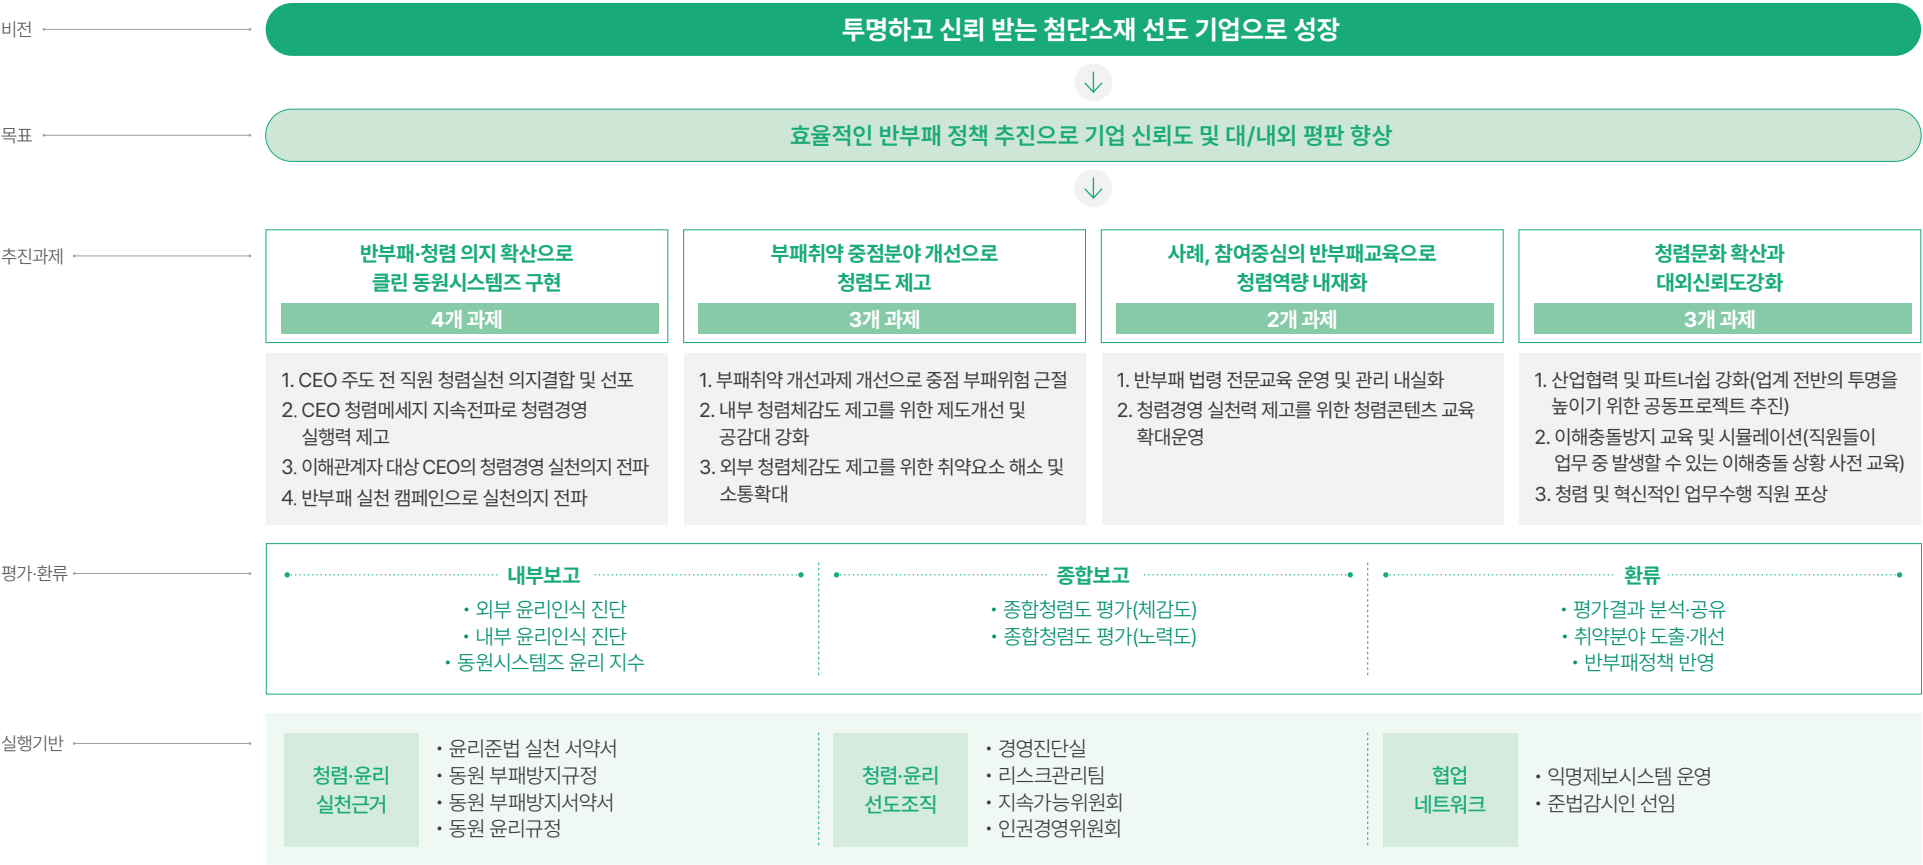 비전
투명하고 신뢰 받는 첨단소재 선도 기업으로 성장
목표
효율적인 반부패 정책 추진으로 기업 신뢰도 및 대/내외 평판 향상
추진과제
반부패·청렴 의지 확산으로
클린 동원시스템즈 구현
4개 과제
1. CEO 주도 전 직원 청렴실천 의지결합 및 선포
2. CEO 청렴메세지 지속전파로 청렴경영
실행력 제고
3. 이해관계자 대상 CEO의 청렴경영 실천의지 전파
4. 반부패 실천 캠페인으로 실천의지 전파
부패취약 중점분야 개선으로
청렴도 제고
3개 과제
1. 부패취약 개선과제 개선으로 중점 부패위험 근절
2. 내부 청렴체감도 제고를 위한 제도개선 및
공감대 강화
3. 외부 청렴체감도 제고를 위한 취약요소 해소 및
소통확대
사례, 참여중심의 반부패교육으로
청렴역량 내재화
2개 과제
1. 반부패 법령 전문교육 운영 및 관리 내실화
2. 청렴경영 실천력 제고를 위한 청렴콘텐츠 교육
확대운영
청렴문화 확산과
대외신뢰도강화
3개 과제
1. 산업협력 및 파트너쉽 강화(업계 전반의 투명을
높이기 위한 공동프로젝트 추진)
2. 이해충돌방지 교육 및 시뮬레이션(직원들이
업무 중 발생할 수 있는 이해충돌 상황 사전 교육)
3. 청렴 및 혁신적인 업무수행 직원 포상
평가·환류
내부보고
• 외부 윤리인식 진단
• 내부 윤리인식 진단
• 동원시스템즈 윤리 지수
종합보고
• 종합청렴도 평가(체감도)
• 종합청렴도 평가(노력도)
환류
• 평가결과 분석·공유
• 취약분야 도출·개선
• 반부패정책 반영
실행기반
청렴·윤리
실천근거
• 윤리준법 실천 서약서
• 동원 부패방지규정
• 동원 부패방지서약서
• 동원 윤리규정
청렴·윤리
선도조직
• 경영진단실
• 리스크관리팀
• 지속가능위원회
• 인권경영위원회
협업
네트워크
• 익명제보시스템 운영
• 준법감시인 선임